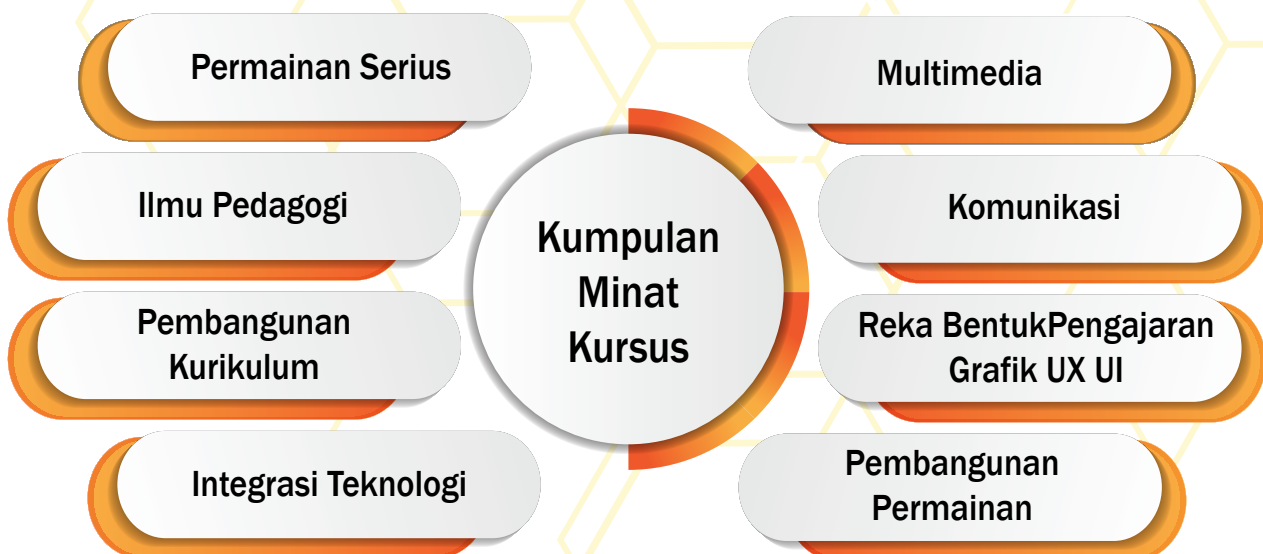 Permainan Serius
Ilmu Pedagogi
Pembangunan
Kurikulum
Integrasi Teknologi
Kumpulan
Minat
Kursus
Multimedia
Komunikasi
Reka BentukPengajaran
Grafik UX UI
Pembangunan
Permainan